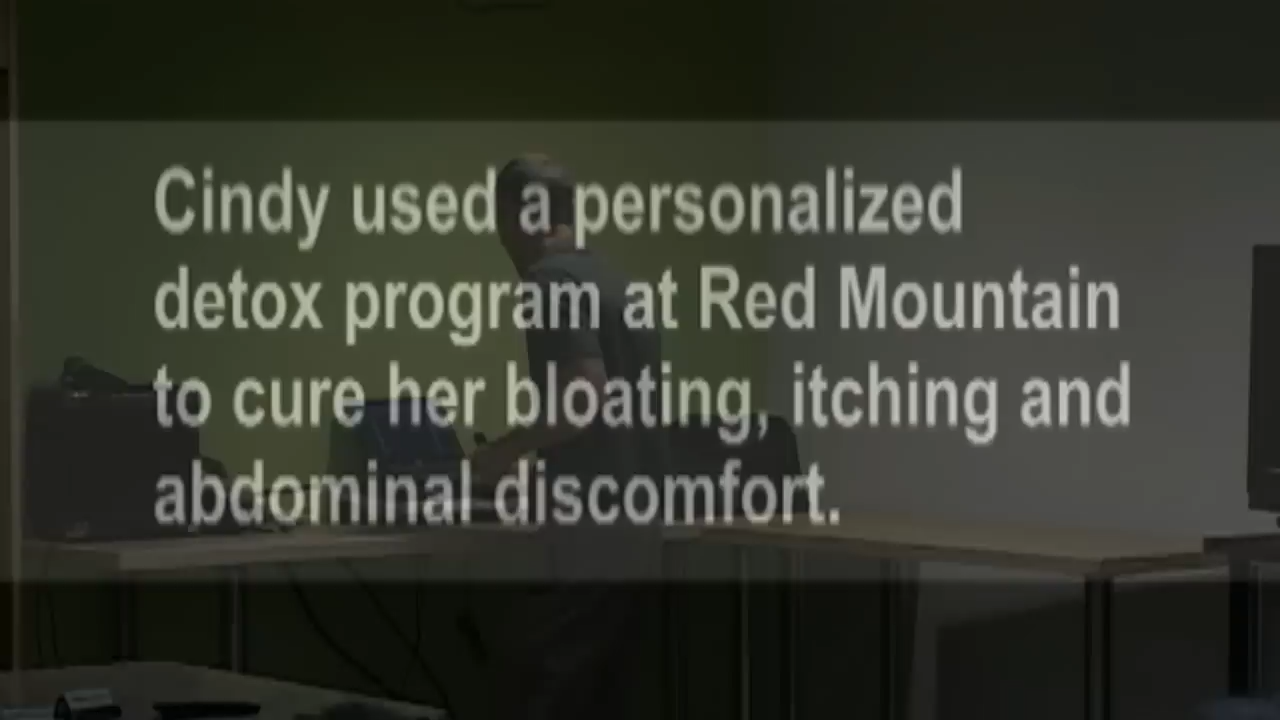 Cindy used a personalized
detox program at Red Mountain
to cure her bloating, itching and
abdominal discomfort.